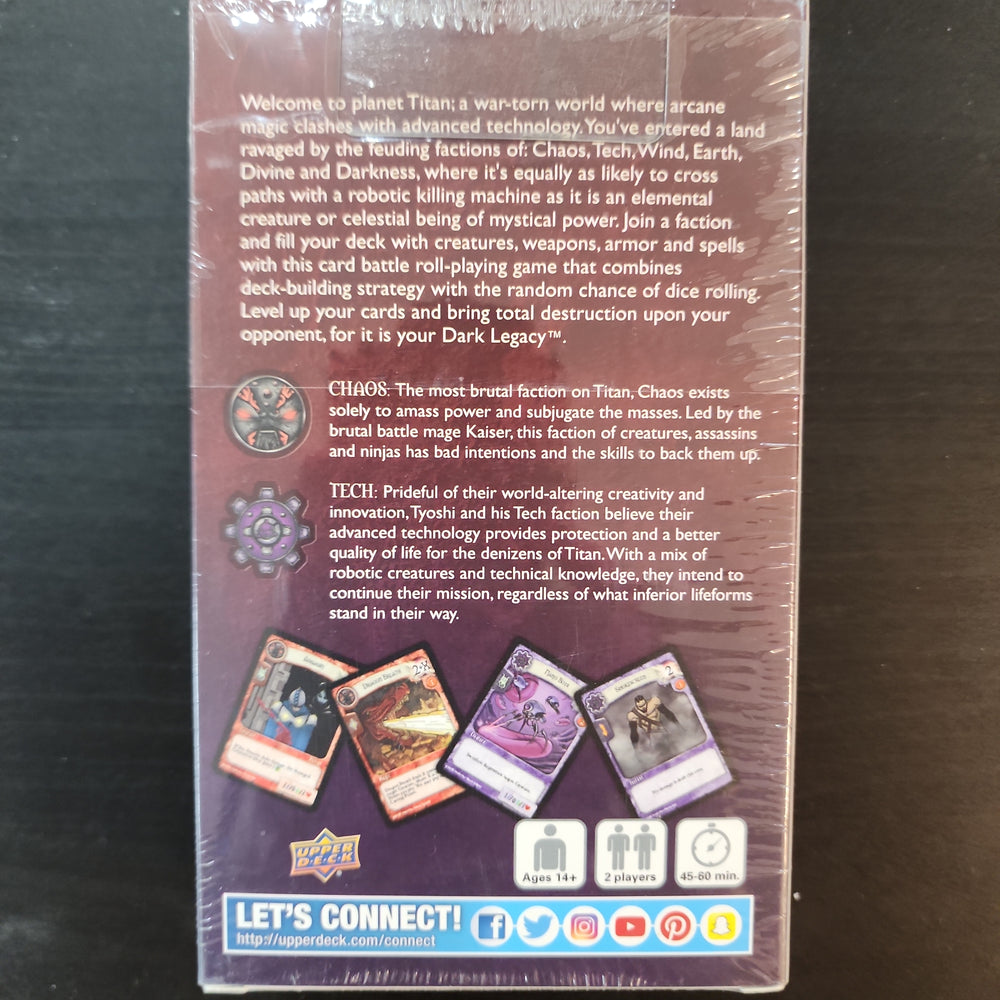 Welcome to planet Titan; a war-torn world where arcane
magic clashes with advanced technology. You've entered a land
ravaged by the feuding factions of: Chaos, Tech, Wind, Earth,
Divine and Darkness, where it's equally as likely to cross
paths with a robotic killing machine as it is an elemental
creature or celestial being of mystical power. Join a faction
and fill your deck with creatures, weapons, armor and spells
with this card battle roll-playing game that combines
deck-building strategy with the random chance of dice rolling.
Level up your cards and bring total destruction upon your
opponent, for it is your Dark Legacy™.
CHAOS: The most brutal faction on Titan, Chaos exists
solely to amass power and subjugate the masses. Led by the
brutal battle mage Kaiser, this faction of creatures, assassins
and ninjas has bad intentions and the skills to back them up.
TECH: Prideful of their world-altering creativity and
innovation, Tyoshi and his Tech faction believe their
advanced technology provides protection and a better
quality of life for the denizens of Titan. With a mix of
robotic creatures and technical knowledge, they intend to
continue their mission, regardless of what inferior lifeforms
stand in their way.
Dragon Breath
2-X
Nano Bots
Smokescreen
2
UPPER
D·E·C·K
Ages 14+
2 players
45-60 min.
LET'S CONNECT!
http://upperdeck.com/connect